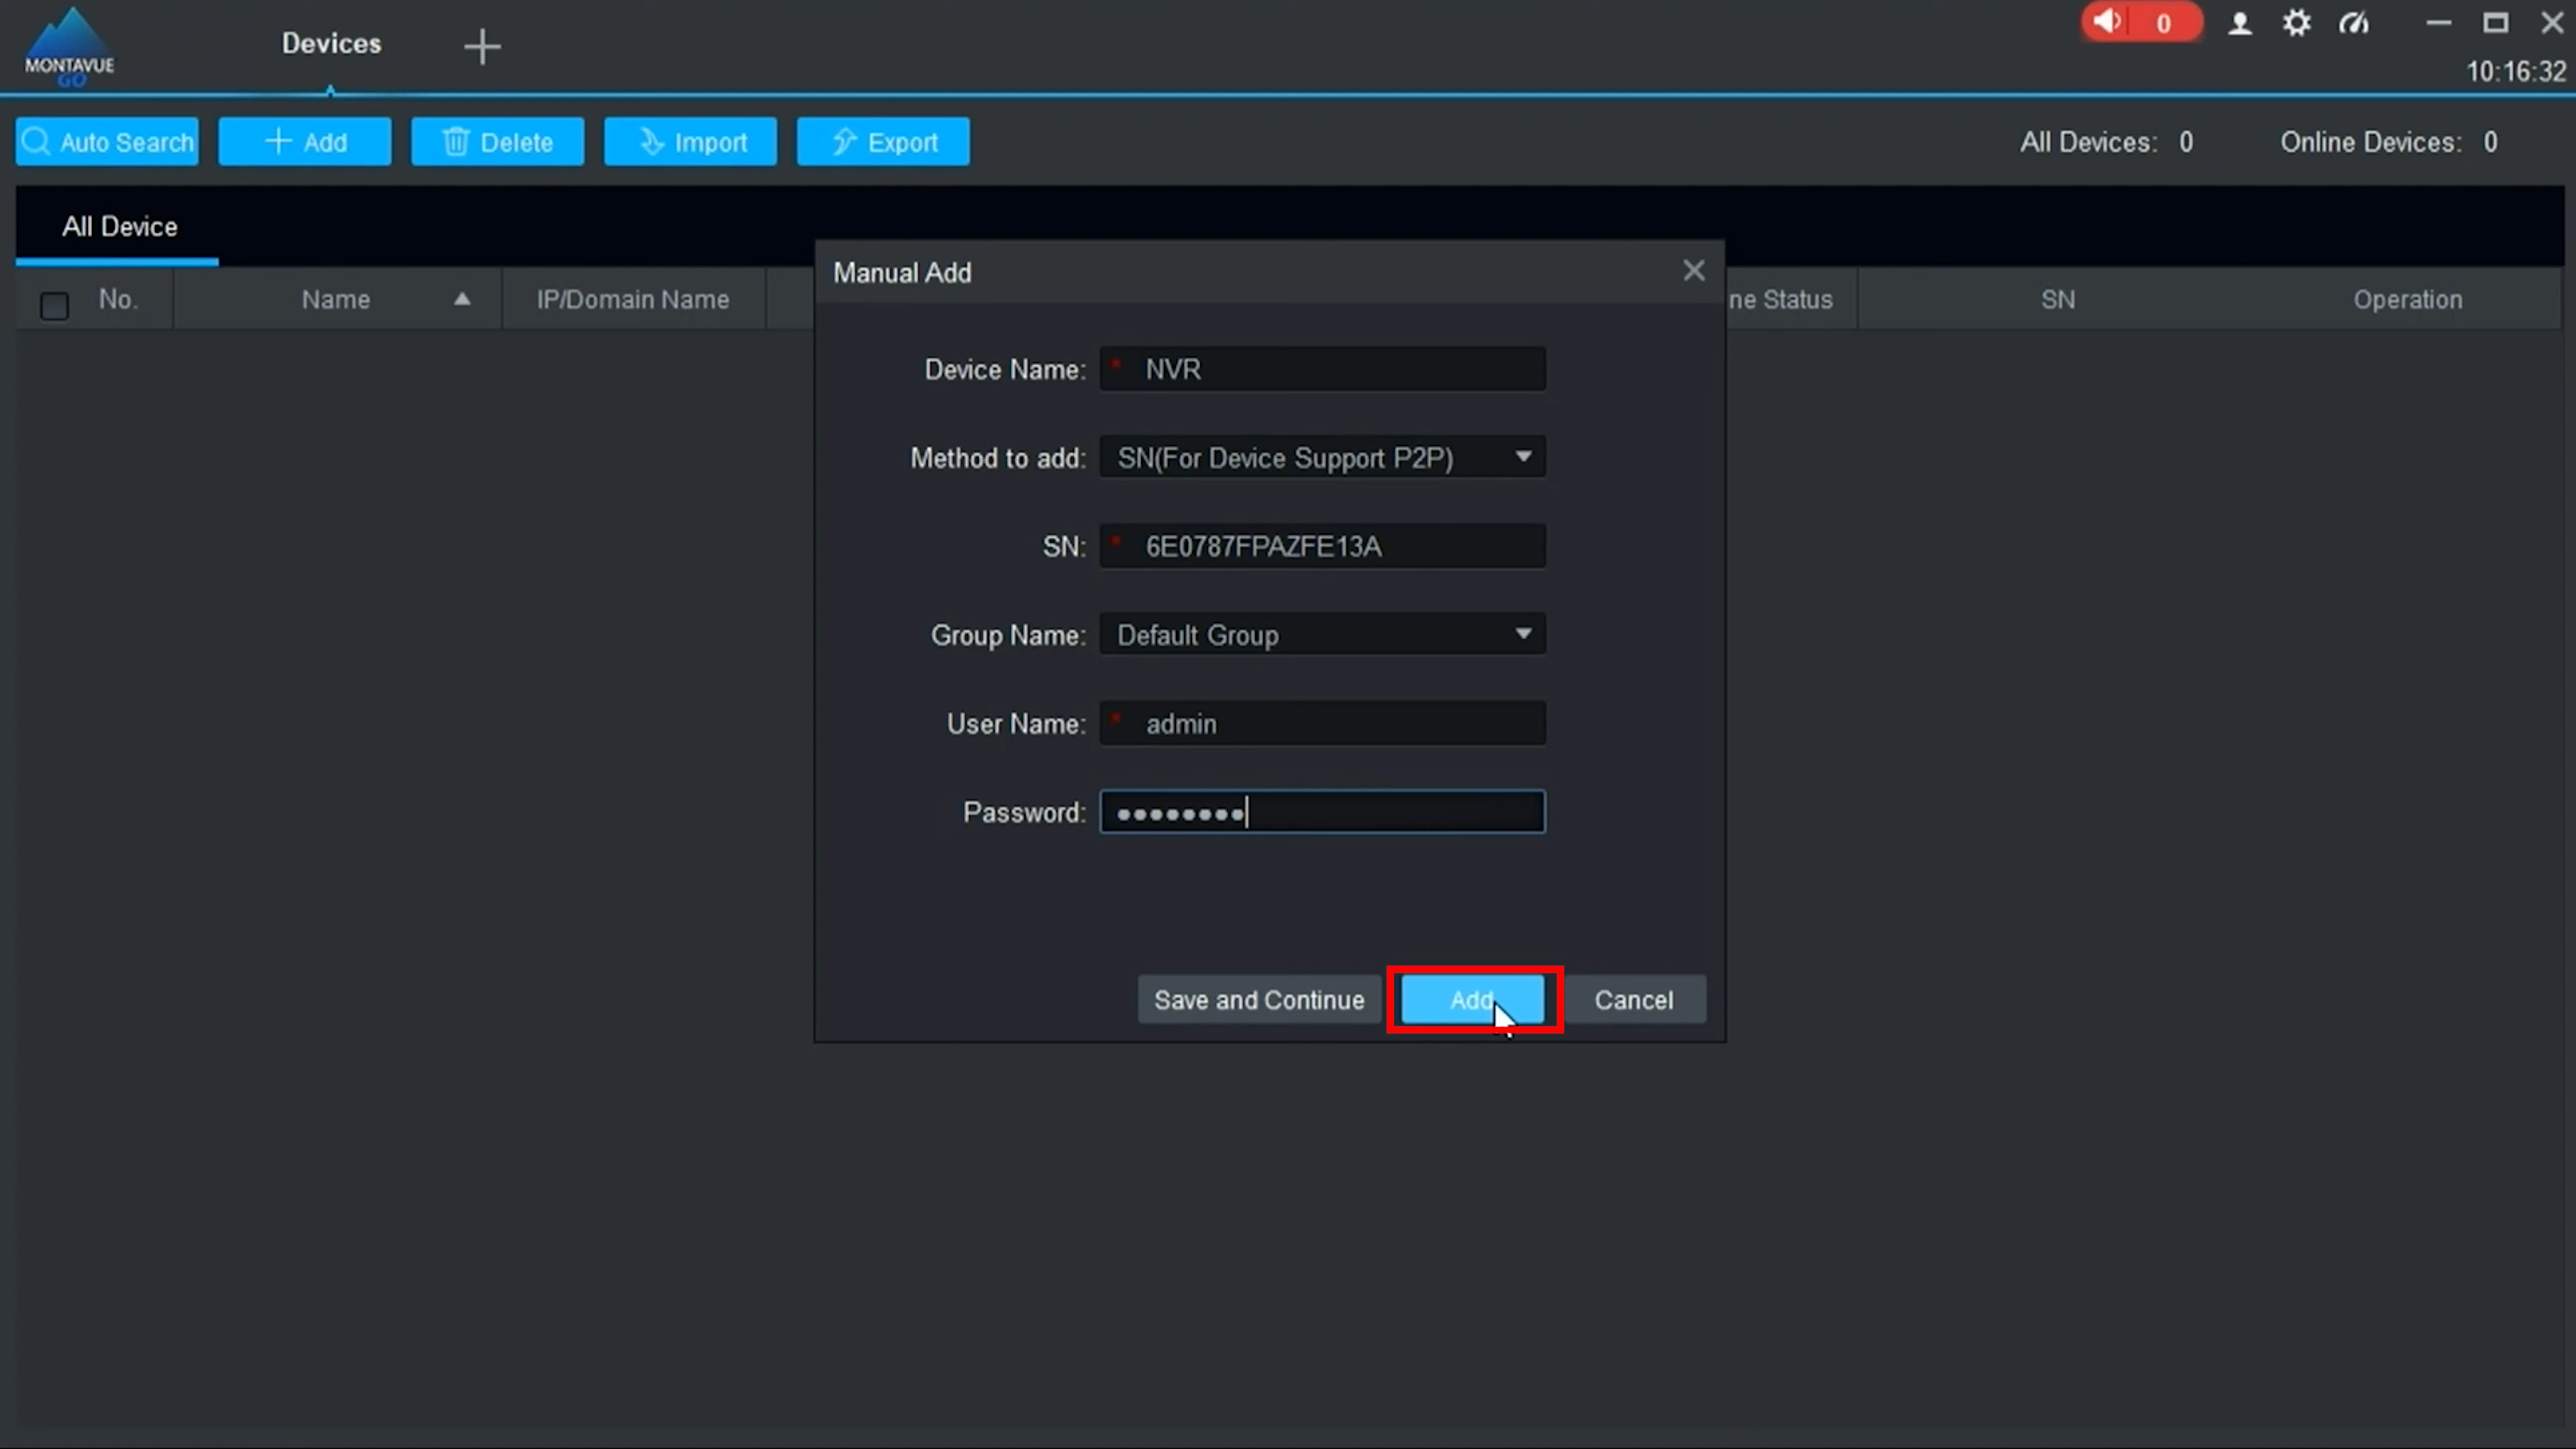 MONTAVUE
GO
Devices
0
10:16:32
Auto Search
Add
Delete
Import
Export
All Devices: 0
Online Devices: 0
All Device
No.
Name
IP/Domain Name
ne Status
SN
Operation
Manual Add
Device Name: * NVR
Method to add: SN(For Device Support P2P)
SN: * 6E0787FPAZFE13A
Group Name: Default Group
User Name: * admin
Password: ••••••••
Save and Continue
Add
Cancel